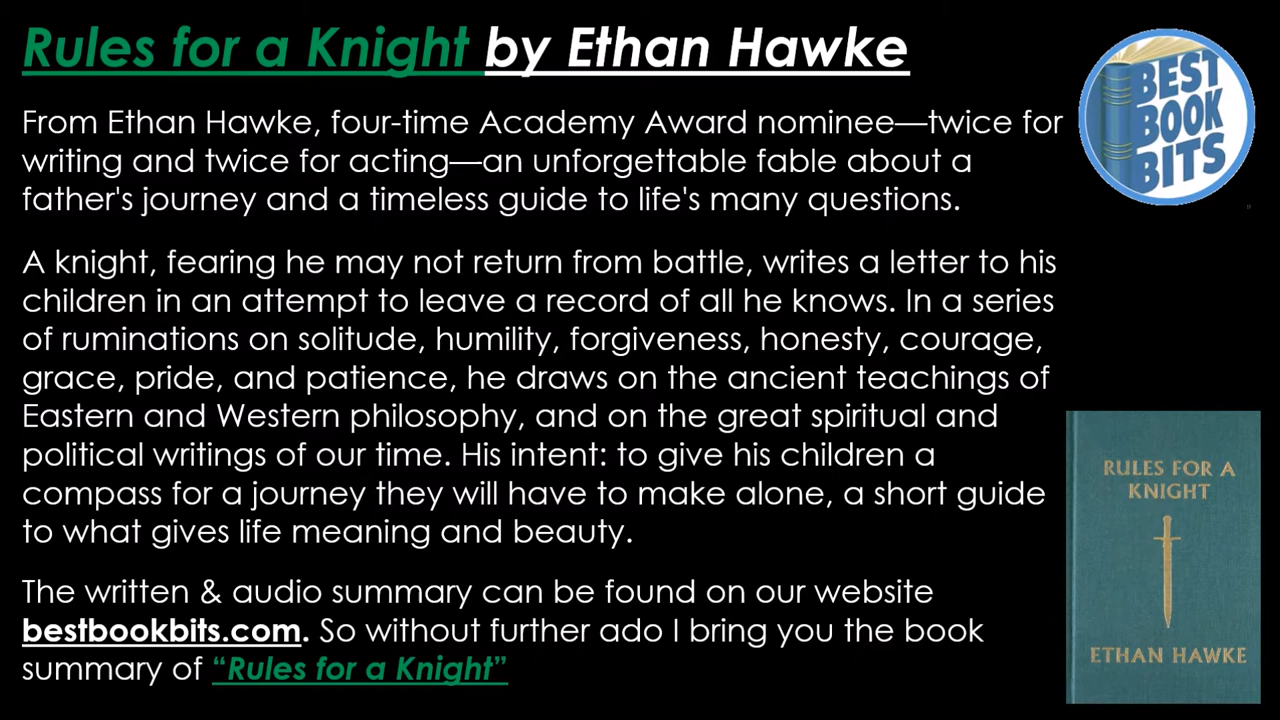 Rules for a Knight by Ethan Hawke
From Ethan Hawke, four-time Academy Award nominee—twice for
writing and twice for acting—an unforgettable fable about a
father's journey and a timeless guide to life's many questions.
A knight, fearing he may not return from battle, writes a letter to his
children in an attempt to leave a record of all he knows. In a series
of ruminations on solitude, humility, forgiveness, honesty, courage,
grace, pride, and patience, he draws on the ancient teachings of
Eastern and Western philosophy, and on the great spiritual and
political writings of our time. His intent: to give his children a
compass for a journey they will have to make alone, a short guide
to what gives life meaning and beauty.
The written & audio summary can be found on our website
bestbookbits.com. So without further ado I bring you the book
summary of “Rules for a Knight”
BEST
BOOK
BITS
RULES FOR A
KNIGHT
ETHAN HAWKE